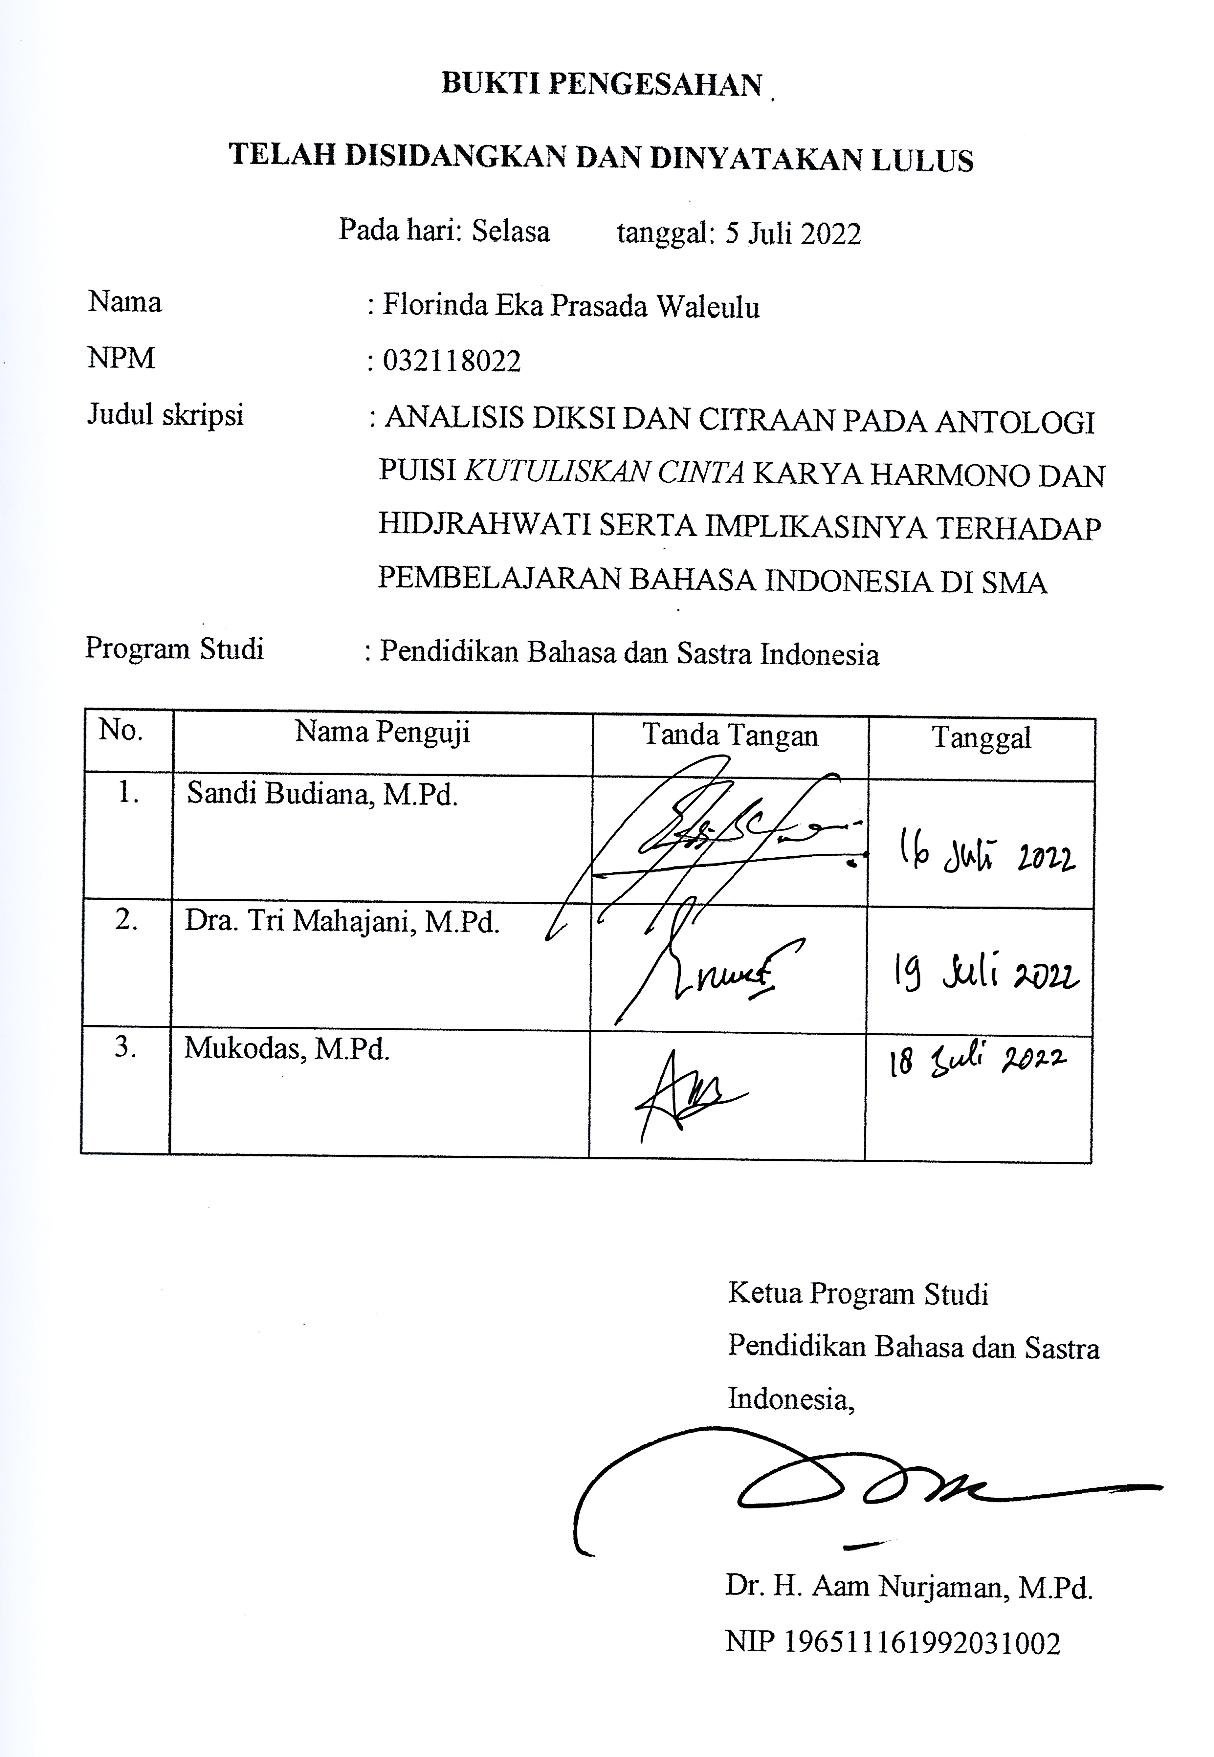 BUKTI PENGESAHAN
TELAH DISIDANGKAN DAN DINYATAKAN LULUS
Pada hari: Selasa tanggal: 5 Juli 2022
Nama : Florinda Eka Prasada Waleulu
NPM : 032118022
Judul skripsi : ANALISIS DIKSI DAN CITRAAN PADA ANTOLOGI
PUISI KUTULISKAN CINTA KARYA HARMONO DAN
HIDJRAHWATI SERTA IMPLIKASINYA TERHADAP
PEMBELAJARAN BAHASA INDONESIA DI SMA
Program Studi : Pendidikan Bahasa dan Sastra Indonesia
No. Nama Penguji Tanda Tangan Tanggal
1. Sandi Budiana, M.Pd. 16 Juli 2022
2. Dra. Tri Mahajani, M.Pd. 19 Juli 2022
3. Mukodas, M.Pd. 18 Juli 2022
Ketua Program Studi
Pendidikan Bahasa dan Sastra
Indonesia,
Dr. H. Aam Nurjaman, M.Pd.
NIP 196511161992031002